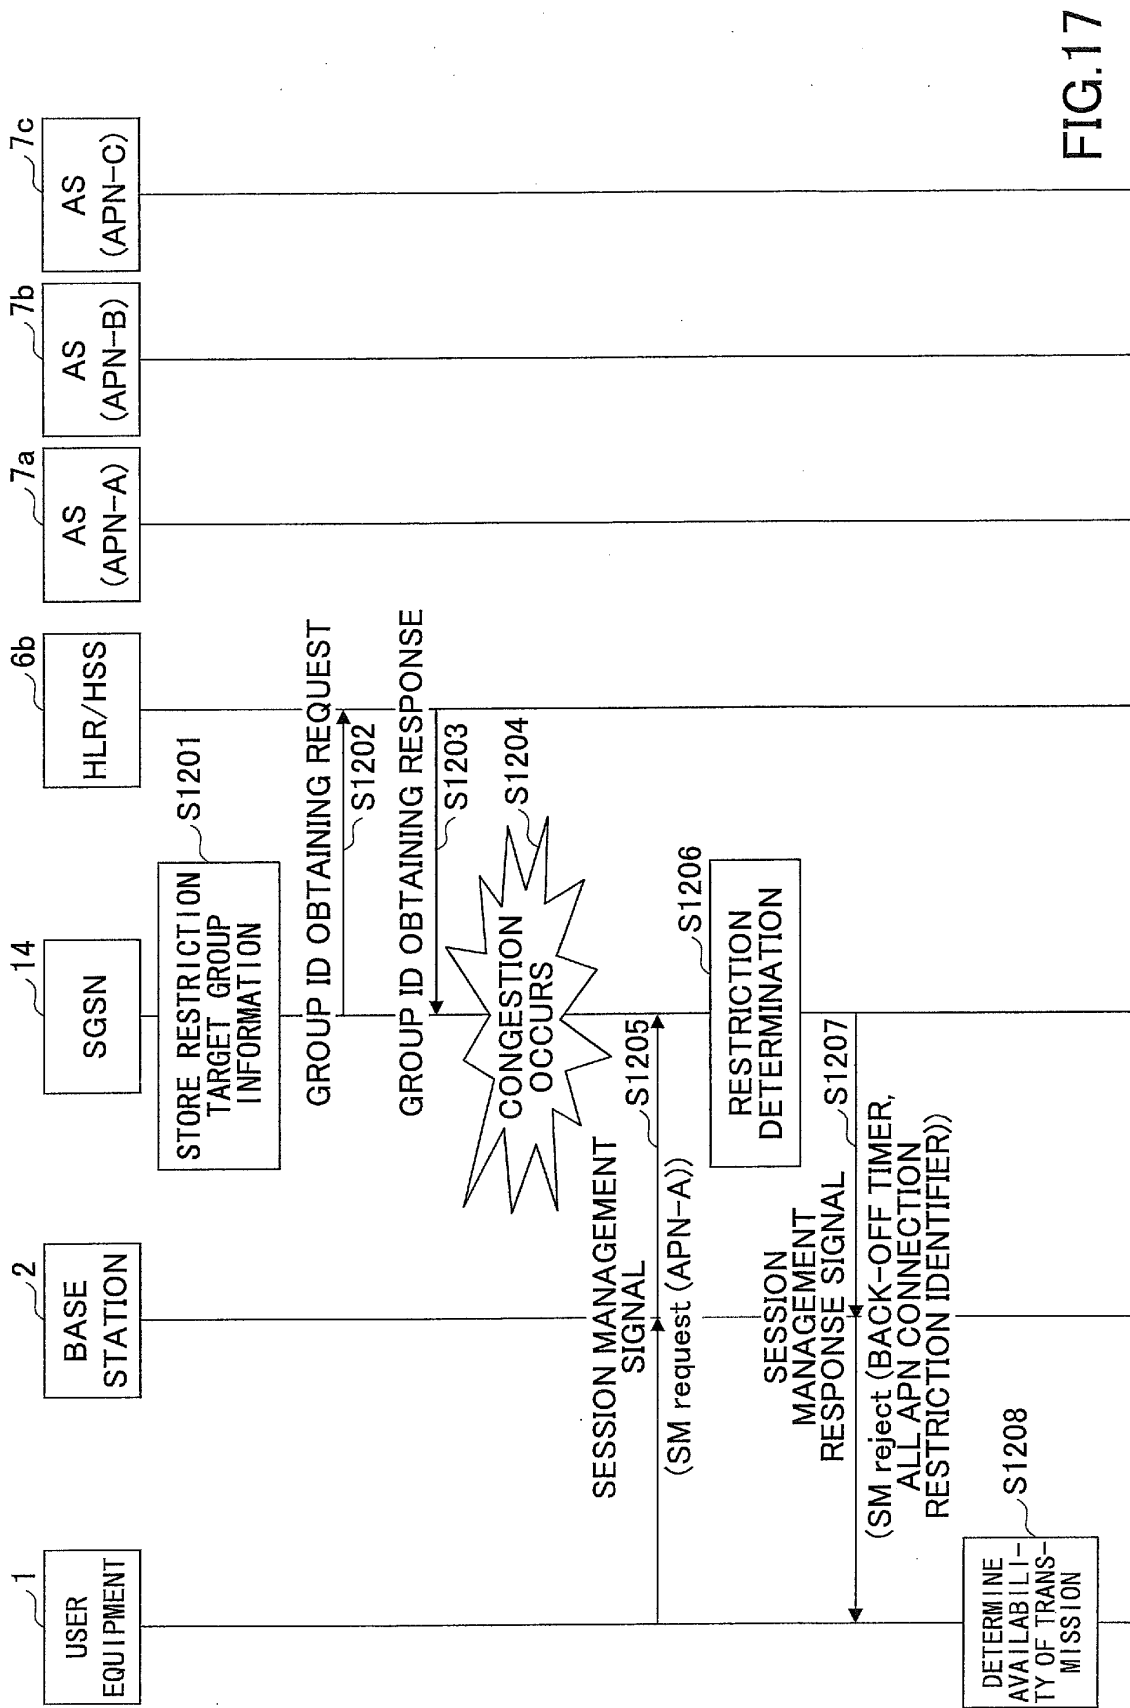 1
USER
EQUIPMENT
2
BASE
STATION
14
SGSN
6b
HLR/HSS
7a
AS
(APN-A)
7b
AS
(APN-B)
7c
AS
(APN-C)
STORE RESTRICTION
TARGET GROUP
INFORMATION
S1201
GROUP ID OBTAINING REQUEST
S1202
GROUP ID OBTAINING RESPONSE
S1203
CONGESTION
OCCURS
S1204
SESSION MANAGEMENT
SIGNAL
S1205
(SM request (APN-A))
RESTRICTION
DETERMINATION
S1206
SESSION
MANAGEMENT
RESPONSE SIGNAL
S1207
(SM reject (BACK-OFF TIMER,
ALL APN CONNECTION
RESTRICTION IDENTIFIER))
DETERMINE
AVAILABILI-
TY OF TRANS-
MISSION
S1208
FIG.17